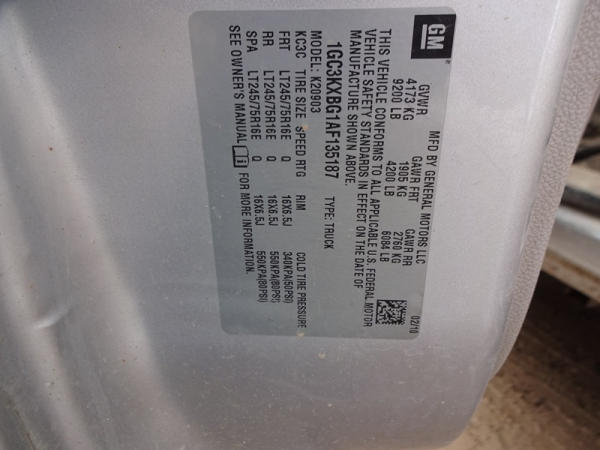 GM
MFD BY GENERAL MOTORS LLC 02/10
GVWR GAWR FRT GAWR RR
4173 KG 1905 KG 2760 KG
9200 LB 4200 LB 6084 LB
THIS VEHICLE CONFORMS TO ALL APPLICABLE U.S. FEDERAL MOTOR
VEHICLE SAFETY STANDARDS IN EFFECT ON THE DATE OF
MANUFACTURE SHOWN ABOVE.
1GC3KXBG1AF135187 TYPE: TRUCK
MODEL: K20903
KC3C TIRE SIZE SPEED RTG RIM COLD TIRE PRESSURE
FRT LT245/75R16E Q 16X6.5J 340KPA(50PSI)
RR LT245/75R16E Q 16X6.5J 550KPA(80PSI)
SPA LT245/75R16E Q 16X6.5J 550KPA(80PSI)
SEE OWNER'S MANUAL FOR MORE INFORMATION